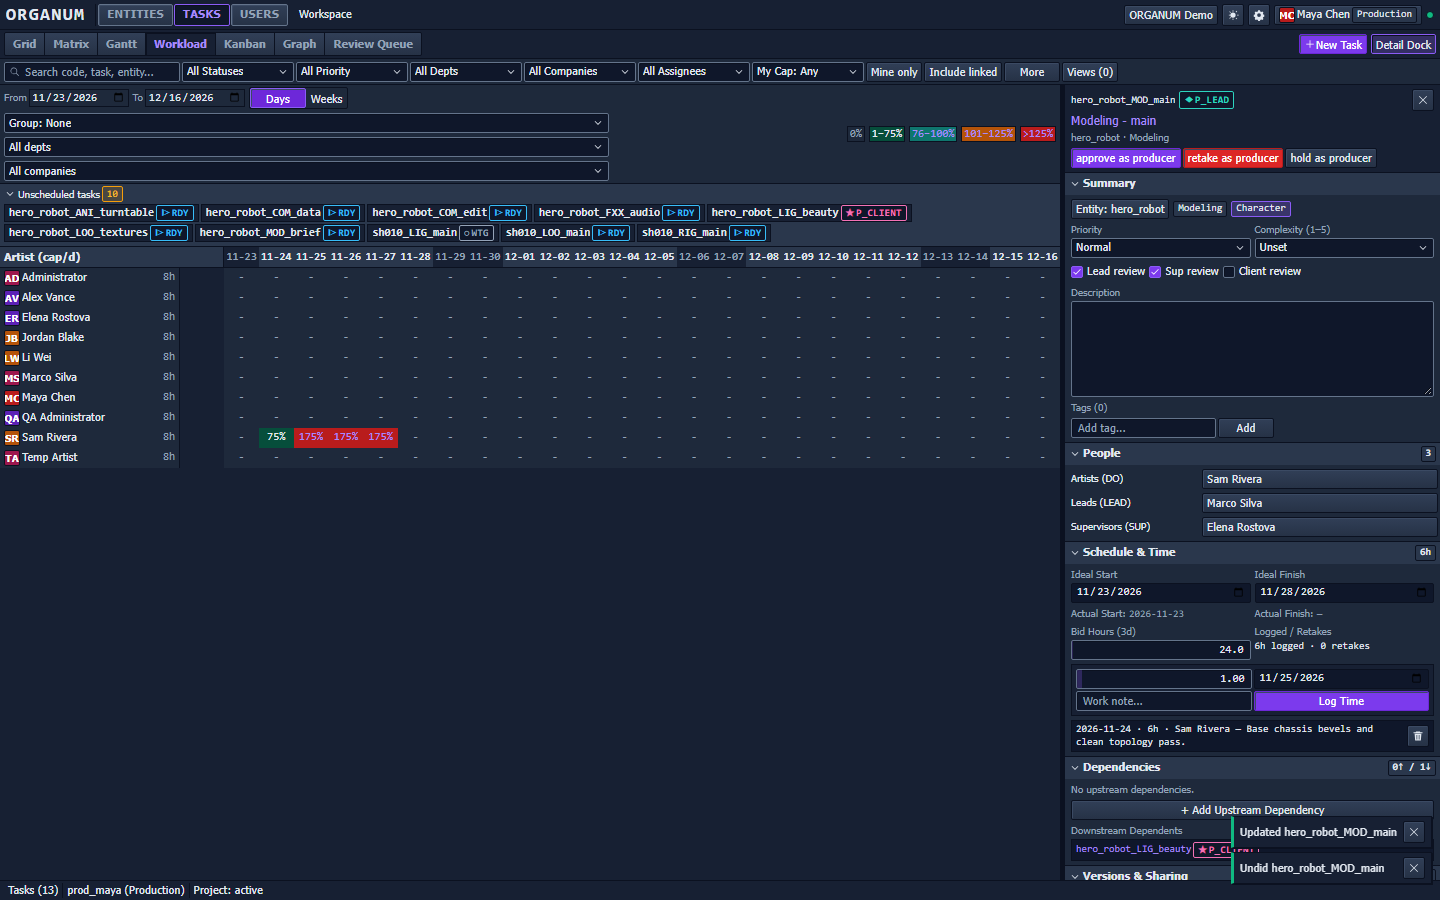 ORGANUM ENTITIES TASKS USERS Workspace ORGANUM Demo MC Maya Chen Production
Grid Matrix Gantt Workload Kanban Graph Review Queue +New Task Detail Dock
Search code, task, entity... All Statuses All Priority All Depts All Companies All Assignees My Cap: Any Mine only Include linked More Views (0)
From 11/23/2026 To 12/16/2026 Days Weeks
Group: None
All depts
All companies
0% 1-75% 76-100% 101-125% >125%
Unscheduled tasks 10
hero_robot_ANI_turntable RDY hero_robot_COM_data RDY hero_robot_COM_edit RDY hero_robot_FXX_audio RDY hero_robot_LIG_beauty ★P_CLIENT
hero_robot_LOO_textures RDY hero_robot_MOD_brief RDY sh010_LIG_main WTG sh010_LOO_main RDY sh010_RIG_main RDY
Artist (cap/d) 11-23 11-24 11-25 11-26 11-27 11-28 11-29 11-30 12-01 12-02 12-03 12-04 12-05 12-06 12-07 12-08 12-09 12-10 12-11 12-12 12-13 12-14 12-15 12-16
AD Administrator 8h - - - - - - - - - - - - - - - - - - - - - - - -
AV Alex Vance 8h - - - - - - - - - - - - - - - - - - - - - - - -
ER Elena Rostova 8h - - - - - - - - - - - - - - - - - - - - - - - -
JB Jordan Blake 8h - - - - - - - - - - - - - - - - - - - - - - - -
LW Li Wei 8h - - - - - - - - - - - - - - - - - - - - - - - -
MS Marco Silva 8h - - - - - - - - - - - - - - - - - - - - - - - -
MC Maya Chen 8h - - - - - - - - - - - - - - - - - - - - - - - -
QA QA Administrator 8h - - - - - - - - - - - - - - - - - - - - - - - -
SR Sam Rivera 8h - 75% 175% 175% 175% - - - - - - - - - - - - - - - - - - -
TA Temp Artist 8h - - - - - - - - - - - - - - - - - - - - - - - -
hero_robot_MOD_main ◆P_LEAD
Modeling - main
hero_robot · Modeling
approve as producer retake as producer hold as producer
Summary
Entity: hero_robot Modeling Character
Priority Complexity (1–5)
Normal Unset
Lead review Sup review Client review
Description
Tags (0)
Add tag... Add
People 3
Artists (DO) Sam Rivera
Leads (LEAD) Marco Silva
Supervisors (SUP) Elena Rostova
Schedule & Time 6h
Ideal Start Ideal Finish
11/23/2026 11/28/2026
Actual Start: 2026-11-23 Actual Finish: —
Bid Hours (3d) Logged / Retakes
24.0 6h logged · 0 retakes
1.00 11/25/2026
Work note... Log Time
2026-11-24 · 6h · Sam Rivera — Base chassis bevels and
clean topology pass.
Dependencies 0↑ / 1↓
No upstream dependencies.
+ Add Upstream Dependency
Downstream Dependents
hero_robot_LIG_beauty ★P_CLIENT
Updated hero_robot_MOD_main
Versions & Sharing
Undid hero_robot_MOD_main
Tasks (13) prod_maya (Production) Project: active